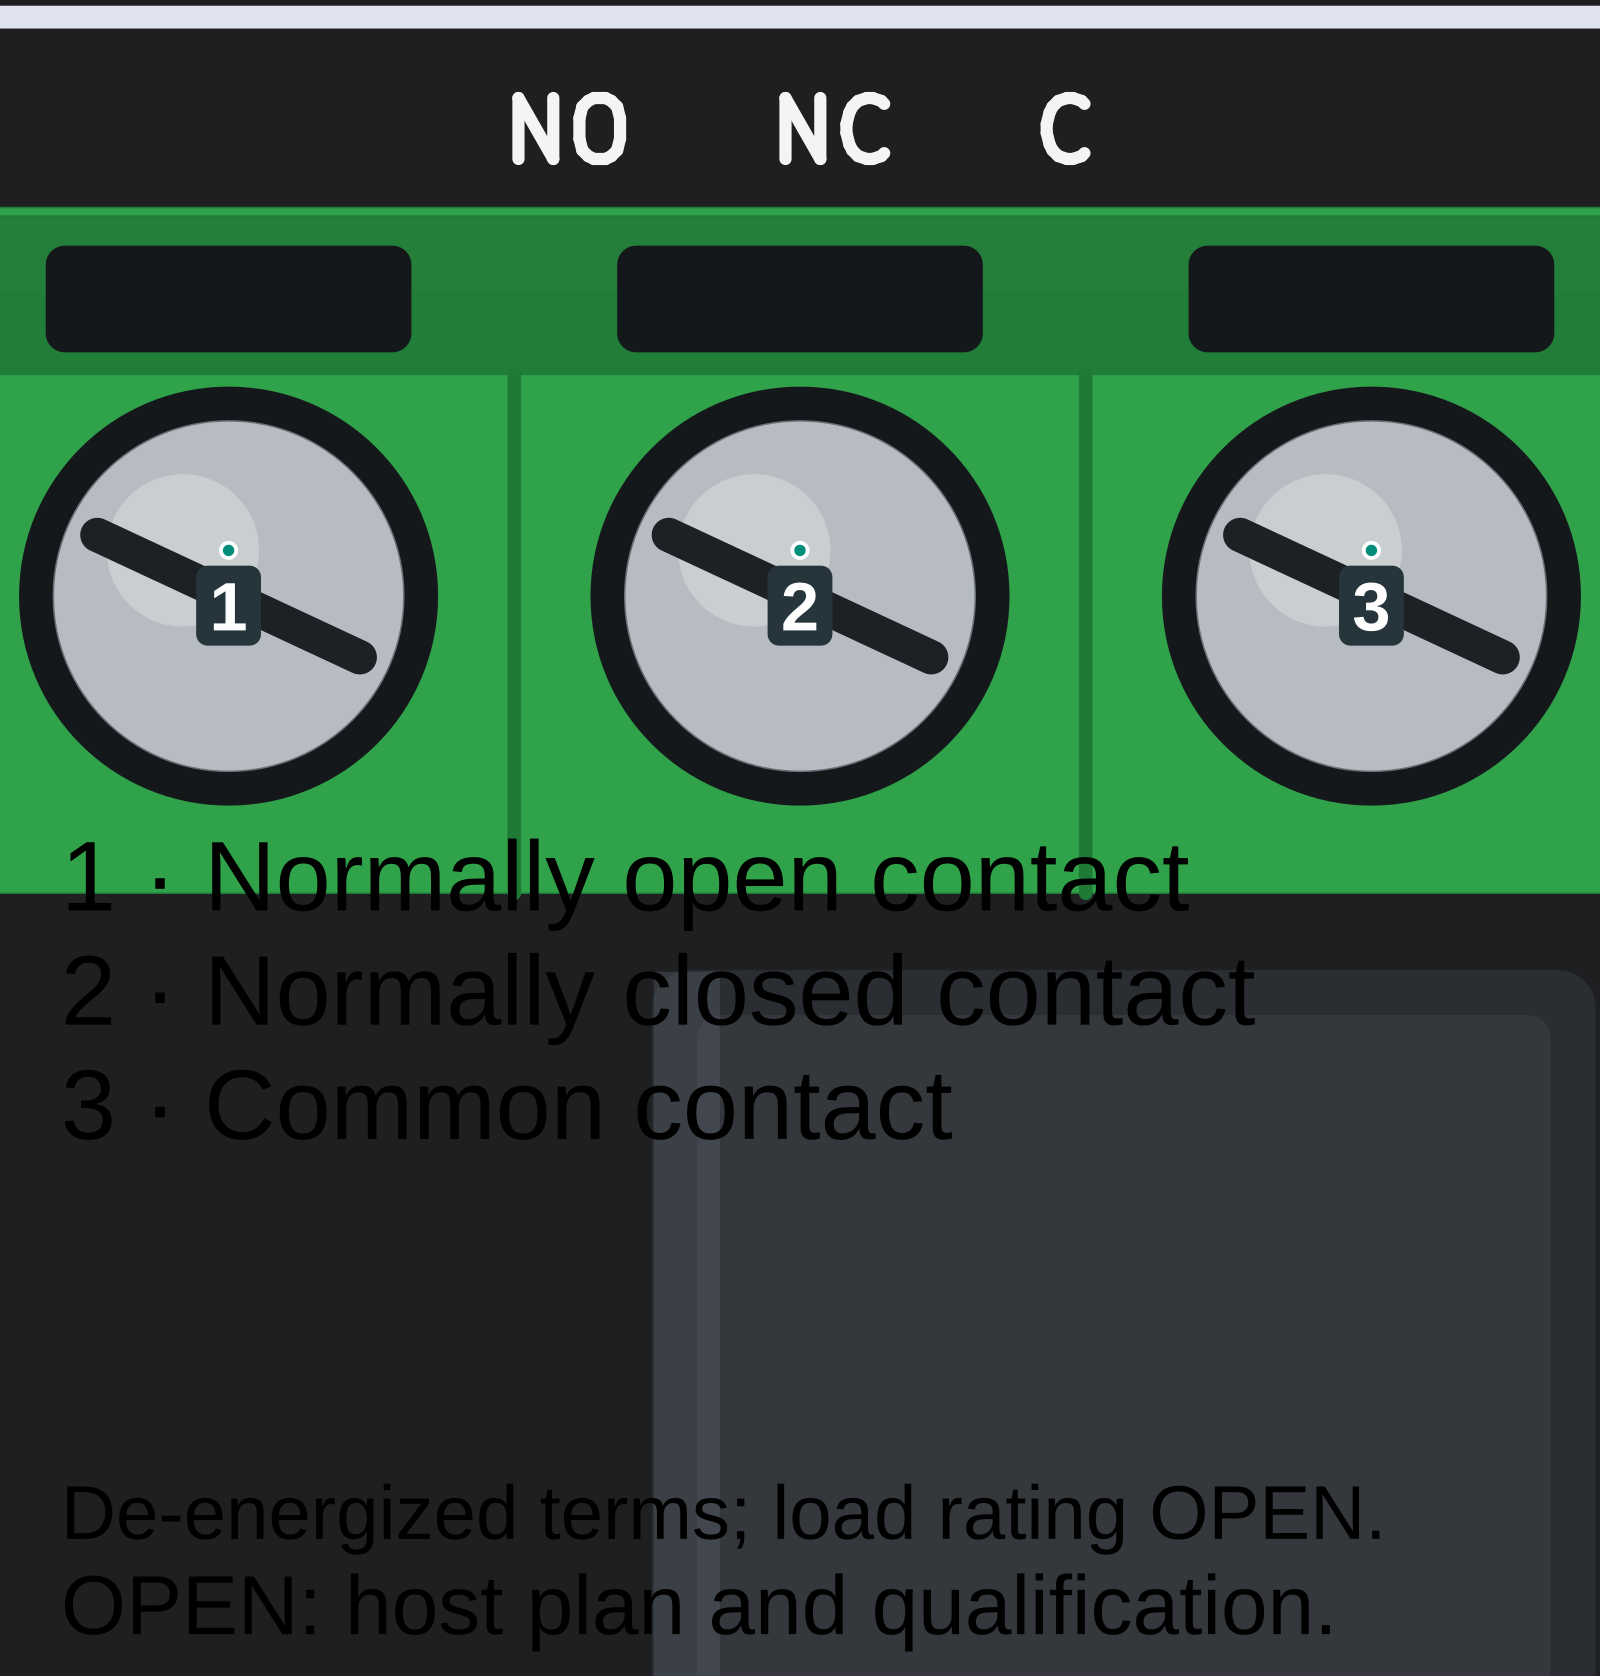 NO NC C
1 2 3
1 · Normally open contact
2 · Normally closed contact
3 · Common contact
De-energized terms; load rating OPEN.
OPEN: host plan and qualification.